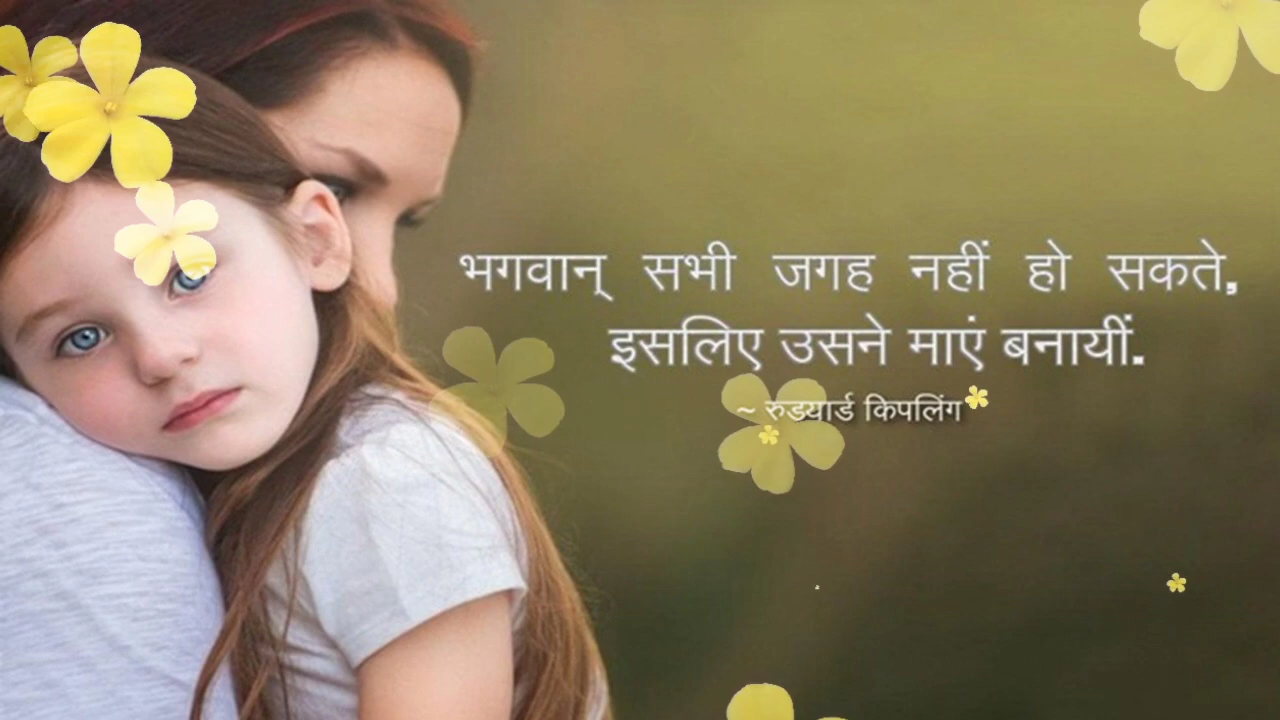 भगवान् सभी जगह नहीं हो सकते,
इसलिए उसने माएं बनायीं.
~ रुडयार्ड किपलिंग